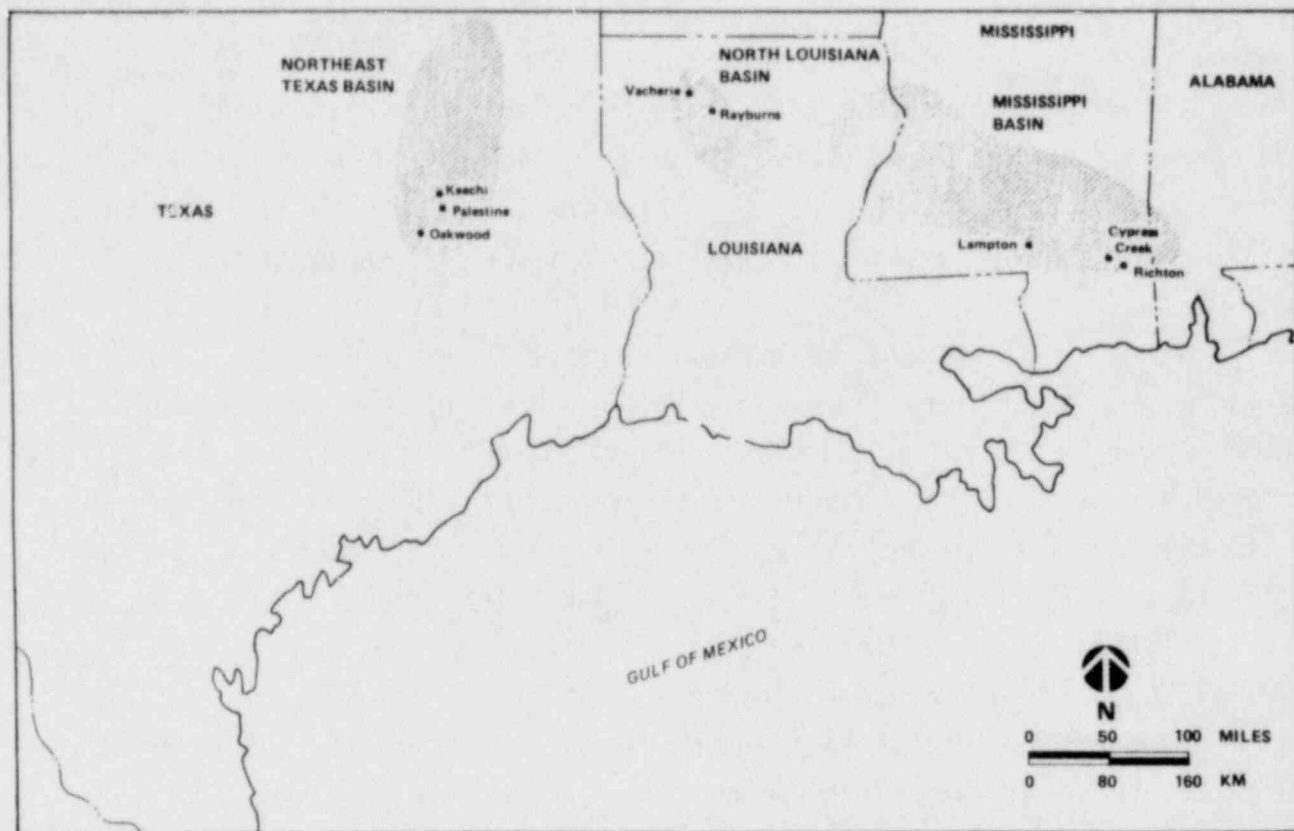 MISSISSIPPI
NORTHEAST
TEXAS BASIN
NORTH LOUISIANA
BASIN
ALABAMA
Vacherie
Rayburns
MISSISSIPPI
BASIN
Keechi
Palestine
Oakwood
TEXAS
LOUISIANA
Lampton
Cypress
Creek
Richton
GULF OF MEXICO
N
0 50 100 MILES
0 80 160 KM